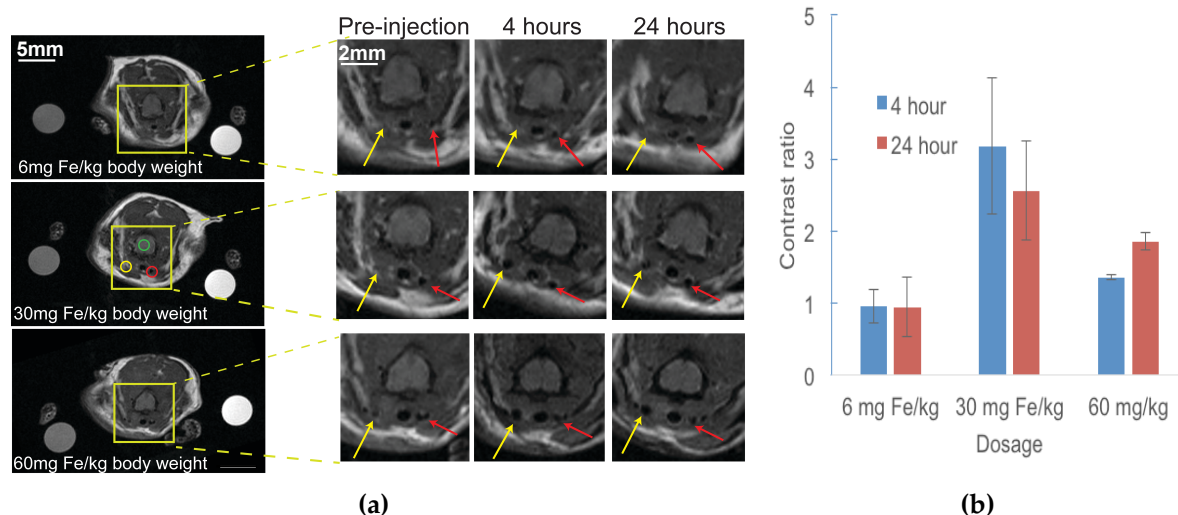 Pre-injection 4 hours 24 hours
5mm
2mm
6mg Fe/kg body weight
30mg Fe/kg body weight
60mg Fe/kg body weight
(a)
5
4
3
2
1
0
Contrast ratio
4 hour
24 hour
6 mg Fe/kg 30 mg Fe/kg 60 mg/kg
Dosage
(b)